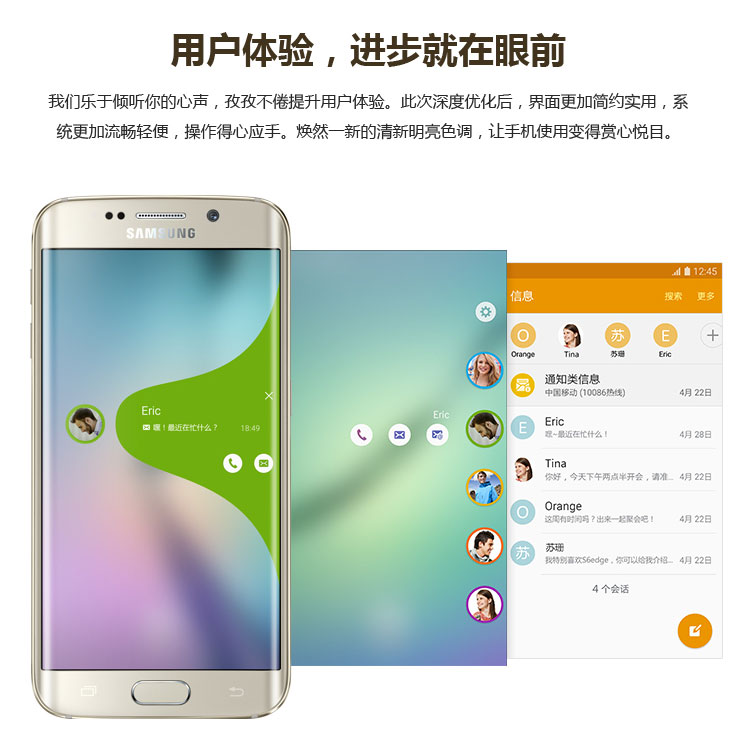 用户体验，进步就在眼前
我们乐于倾听你的心声，孜孜不倦提升用户体验。此次深度优化后，界面更加简约实用，系
统更加流畅轻便，操作得心应手。焕然一新的清新明亮色调，让手机使用变得赏心悦目。
SAMSUNG
Eric
嘿！最近在忙什么？ 18:49
Eric
12:45
信息 搜索 更多
O 苏 E
Orange Tina 苏珊 Eric
通知类信息
中国移动 (10086热线) 4月 22日
E
Eric
嘿~最近在忙什么！ 4月 28日
Tina
你好，今天下午两点半开会，请准... 4月 22日
O
Orange
这周有时间吗？出来一起聚会吧！ 4月 22日
苏
苏珊
我特别喜欢S6edge，你可以给我介绍... 4月 22日
4 个会话